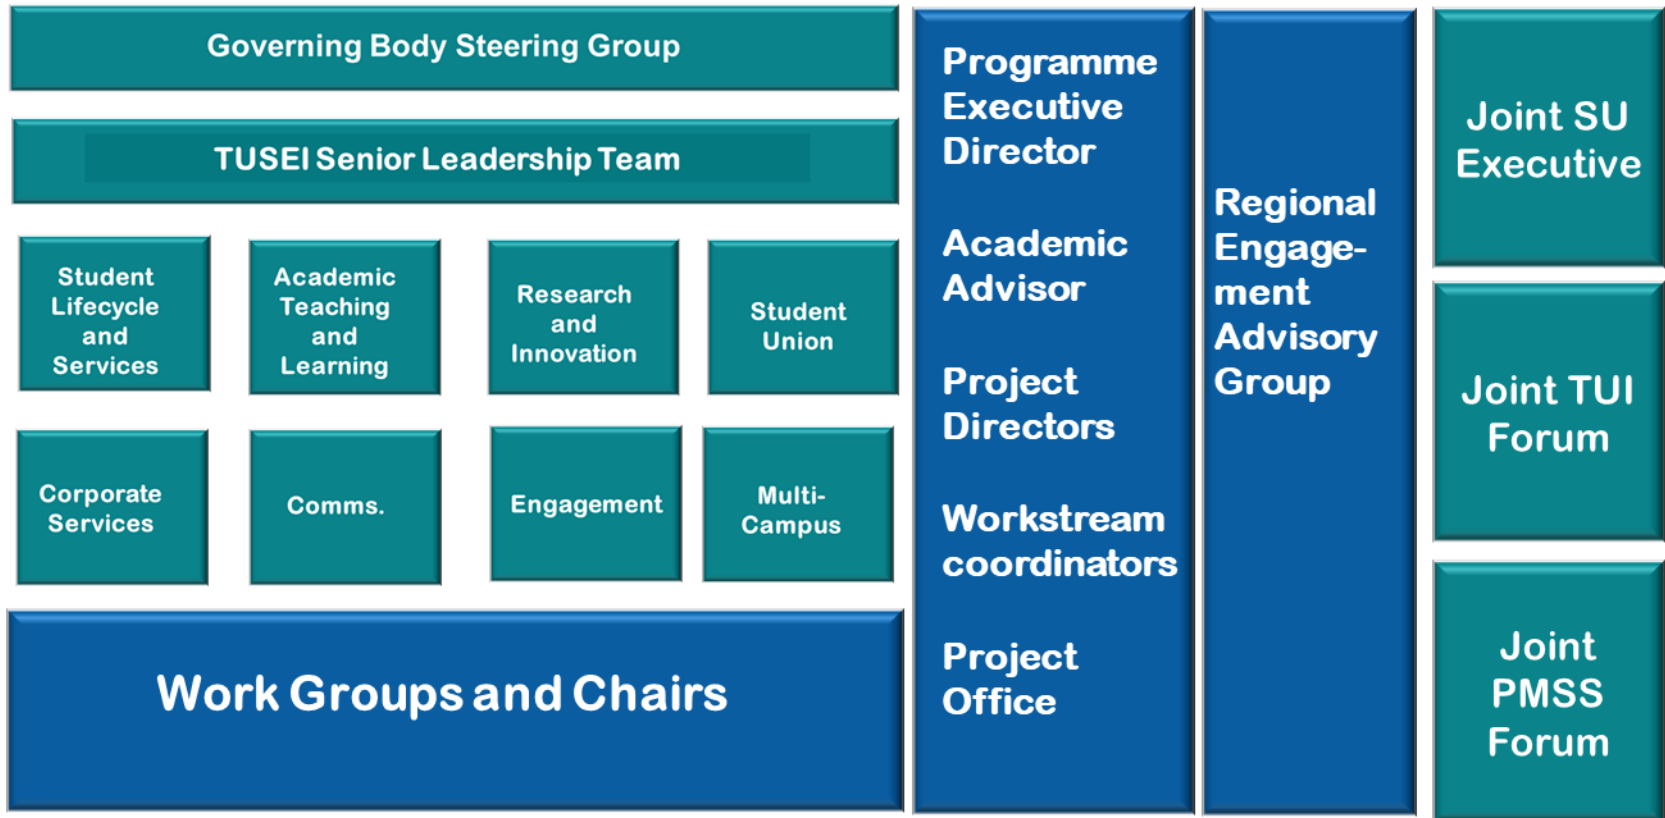 Governing Body Steering Group
TUSEI Senior Leadership Team
Student
Lifecycle
and
Services
Academic
Teaching
and
Learning
Research
and
Innovation
Student
Union
Corporate
Services
Comms.
Engagement
Multi-
Campus
Work Groups and Chairs
Programme
Executive
Director
Academic
Advisor
Project
Directors
Workstream
coordinators
Project
Office
Regional
Engage-
ment
Advisory
Group
Joint SU
Executive
Joint TUI
Forum
Joint
PMSS
Forum